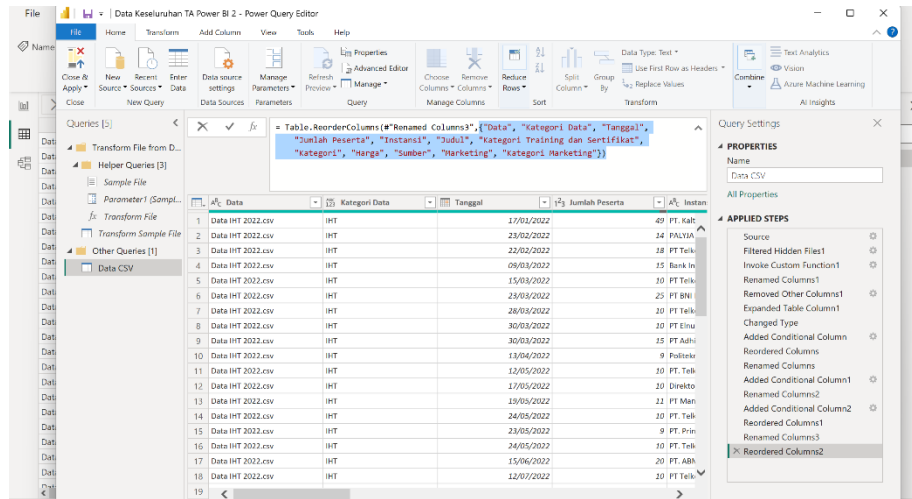 File
Data Keseluruhan TA Power BI 2 - Power Query Editor
File Home Transform Add Column View Tools Help
Name
Close & Apply
New Source
Recent Sources
Enter Data
Data source settings
Manage Parameters
Refresh Preview
Properties
Advanced Editor
Manage
Choose Columns
Remove Columns
Reduce Rows
Split Column
Group By
Data Type: Text
Use First Row as Headers
Replace Values
Combine
Text Analytics
Vision
Azure Machine Learning
Close New Query Data Sources Parameters Query Manage Columns Sort Transform AI Insights
Queries [5]
Transform File from D...
Helper Queries [3]
Sample File
Parameter1 (Sampl...
fx Transform File
Transform Sample File
Other Queries [1]
Data CSV
fx
= Table.ReorderColumns(#"Renamed Columns3",{"Data", "Kategori Data", "Tanggal",
"Jumlah Peserta", "Instansi", "Judul", "Kategori Training dan Sertifikat",
"Kategori", "Harga", "Sumber", "Marketing", "Kategori Marketing"})
Data Kategori Data Tanggal Jumlah Peserta Instan
1 Data IHT 2022.csv IHT 17/01/2022 49 PT. Kalt
2 Data IHT 2022.csv IHT 23/02/2022 14 PALYJA
3 Data IHT 2022.csv IHT 22/02/2022 18 PT Telk
4 Data IHT 2022.csv IHT 09/03/2022 15 Bank In
5 Data IHT 2022.csv IHT 15/03/2022 10 PT Telk
6 Data IHT 2022.csv IHT 23/03/2022 25 PT BNI
7 Data IHT 2022.csv IHT 28/03/2022 10 PT Telk
8 Data IHT 2022.csv IHT 30/03/2022 10 PT Elnu
9 Data IHT 2022.csv IHT 30/03/2022 15 PT Adhi
10 Data IHT 2022.csv IHT 13/04/2022 9 Politek
11 Data IHT 2022.csv IHT 12/05/2022 10 PT. Telk
12 Data IHT 2022.csv IHT 17/05/2022 10 Direkto
13 Data IHT 2022.csv IHT 19/05/2022 11 PT Man
14 Data IHT 2022.csv IHT 24/05/2022 10 PT. Telk
15 Data IHT 2022.csv IHT 23/05/2022 9 PT. Prin
16 Data IHT 2022.csv IHT 24/05/2022 10 PT. Telk
17 Data IHT 2022.csv IHT 15/06/2022 20 PT. ABN
18 Data IHT 2022.csv IHT 12/07/2022 10 PT. Telk
19
Query Settings
PROPERTIES
Name
Data CSV
All Properties
APPLIED STEPS
Source
Filtered Hidden Files1
Invoke Custom Function1
Renamed Columns1
Removed Other Columns1
Expanded Table Column1
Changed Type
Added Conditional Column
Reordered Columns
Renamed Columns
Added Conditional Column1
Renamed Columns2
Added Conditional Column2
Reordered Columns1
Renamed Columns3
Reordered Columns2